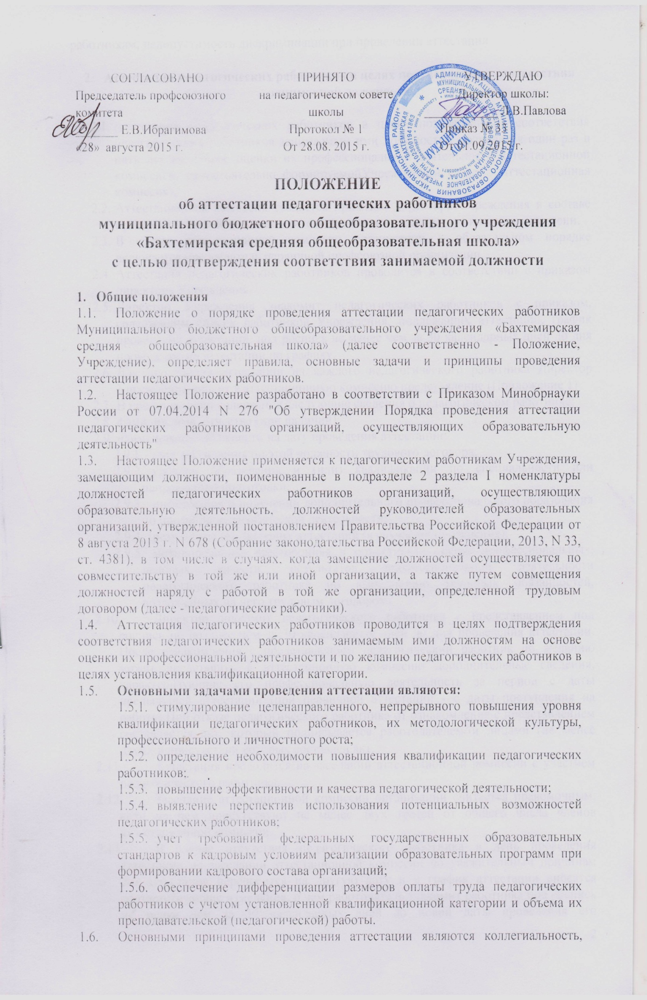 СОГЛАСОВАНО
Председатель профсоюзного
комитета
_______ Е.В.Ибрагимова
«28» августа 2015 г.
ПРИНЯТО
на педагогическом совете
школы
Протокол № 1
От 28.08. 2015 г.
УТВЕРЖДАЮ
Директор школы:
Л.В.Павлова
Приказ № 33
От 01.09.2015 г.
ПОЛОЖЕНИЕ
об аттестации педагогических работников
муниципального бюджетного общеобразовательного учреждения
«Бахтемирская средняя общеобразовательная школа»
с целью подтверждения соответствия занимаемой должности
1. Общие положения
1.1. Положение о порядке проведения аттестации педагогических работников
Муниципального бюджетного общеобразовательного учреждения «Бахтемирская
средняя общеобразовательная школа» (далее соответственно - Положение,
Учреждение), определяет правила, основные задачи и принципы проведения
аттестации педагогических работников.
1.2. Настоящее Положение разработано в соответствии с Приказом Минобрнауки
России от 07.04.2014 N 276 "Об утверждении Порядка проведения аттестации
педагогических работников организаций, осуществляющих образовательную
деятельность"
1.3. Настоящее Положение применяется к педагогическим работникам Учреждения,
замещающим должности, поименованные в подразделе 2 раздела I номенклатуры
должностей педагогических работников организаций, осуществляющих
образовательную деятельность, должностей руководителей образовательных
организаций, утвержденной постановлением Правительства Российской Федерации от
8 августа 2013 г. N 678 (Собрание законодательства Российской Федерации, 2013, N 33,
ст. 4381), в том числе в случаях, когда замещение должностей осуществляется по
совместительству в той же или иной организации, а также путем совмещения
должностей наряду с работой в той же организации, определенной трудовым
договором (далее - педагогические работники).
1.4. Аттестация педагогических работников проводится в целях подтверждения
соответствия педагогических работников занимаемым ими должностям на основе
оценки их профессиональной деятельности и по желанию педагогических работников в
целях установления квалификационной категории.
1.5. Основными задачами проведения аттестации являются:
1.5.1. стимулирование целенаправленного, непрерывного повышения уровня
квалификации педагогических работников, их методологической культуры,
профессионального и личностного роста;
1.5.2. определение необходимости повышения квалификации педагогических
работников;.
1.5.3. повышение эффективности и качества педагогической деятельности;
1.5.4. выявление перспектив использования потенциальных возможностей
педагогических работников;
1.5.5. учет требований федеральных государственных образовательных
стандартов к кадровым условиям реализации образовательных программ при
формировании кадрового состава организаций;
1.5.6. обеспечение дифференциации размеров оплаты труда педагогических
работников с учетом установленной квалификационной категории и объема их
преподавательской (педагогической) работы.
1.6. Основными принципами проведения аттестации являются коллегиальность,